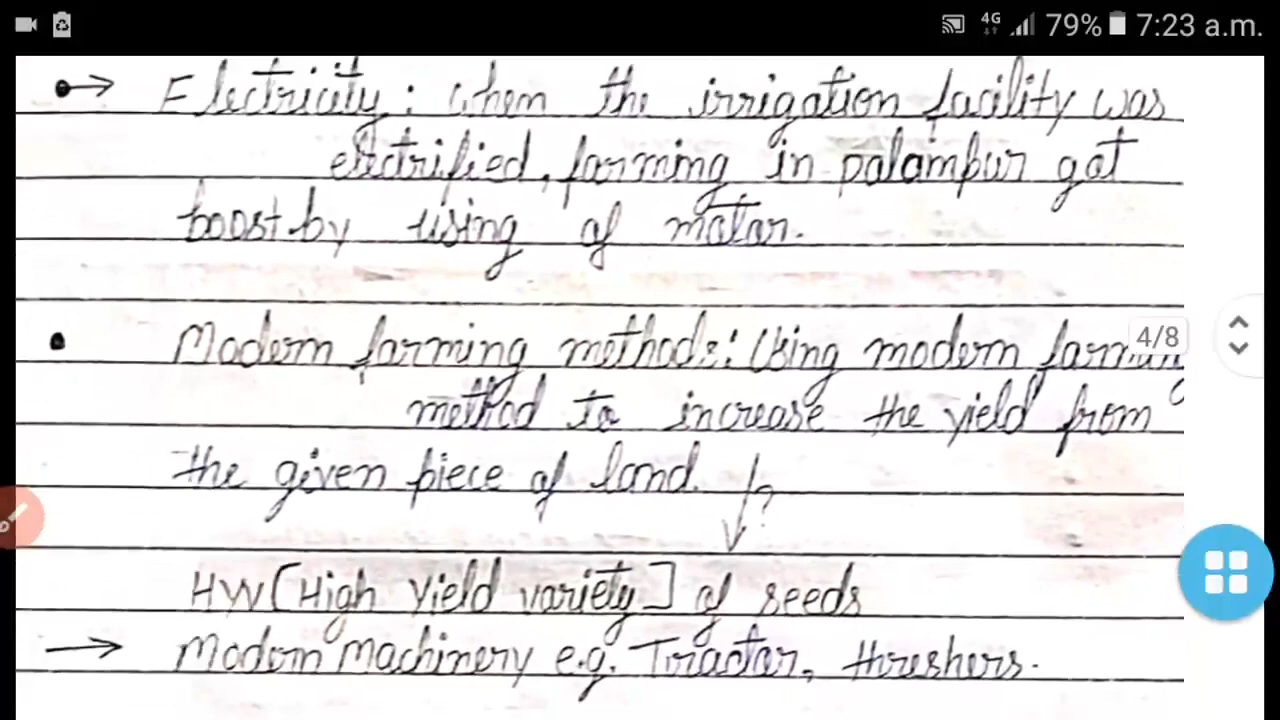 4G 79% 7:23 a.m.
Electricity: When the irrigation facility was
electrified, farming in palampur got
boost by using of motor.
Modern farming methods: Using modern farming
4/8
method to increase the yield from
the given piece of land. ?
HYV [High Yield variety] of seeds
Modern Machinery e.g. Tractor, threshers.